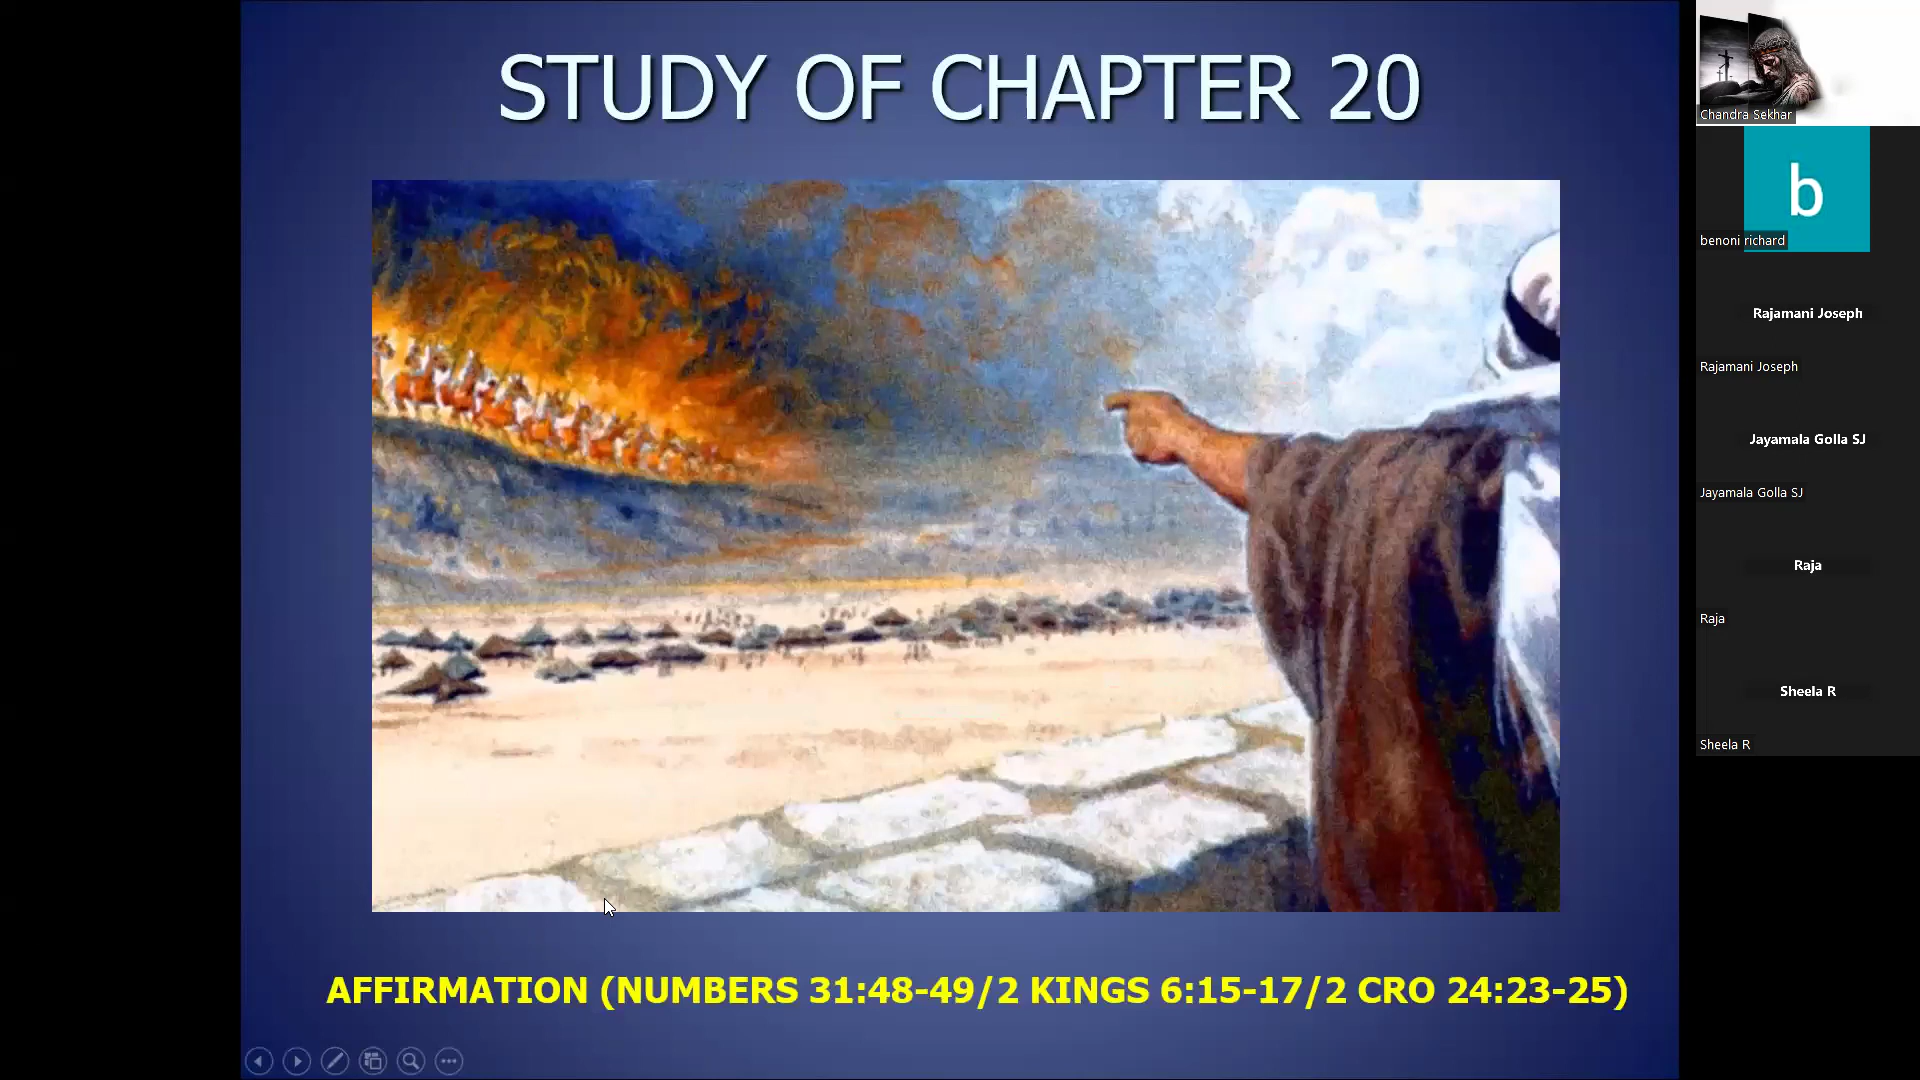 STUDY OF CHAPTER 20
AFFIRMATION (NUMBERS 31:48-49/2 KINGS 6:15-17/2 CRO 24:23-25)
Chandra Sekhar
b
benoni richard
Rajamani Joseph
Rajamani Joseph
Jayamala Golla SJ
Jayamala Golla SJ
Raja
Raja
Sheela R
Sheela R